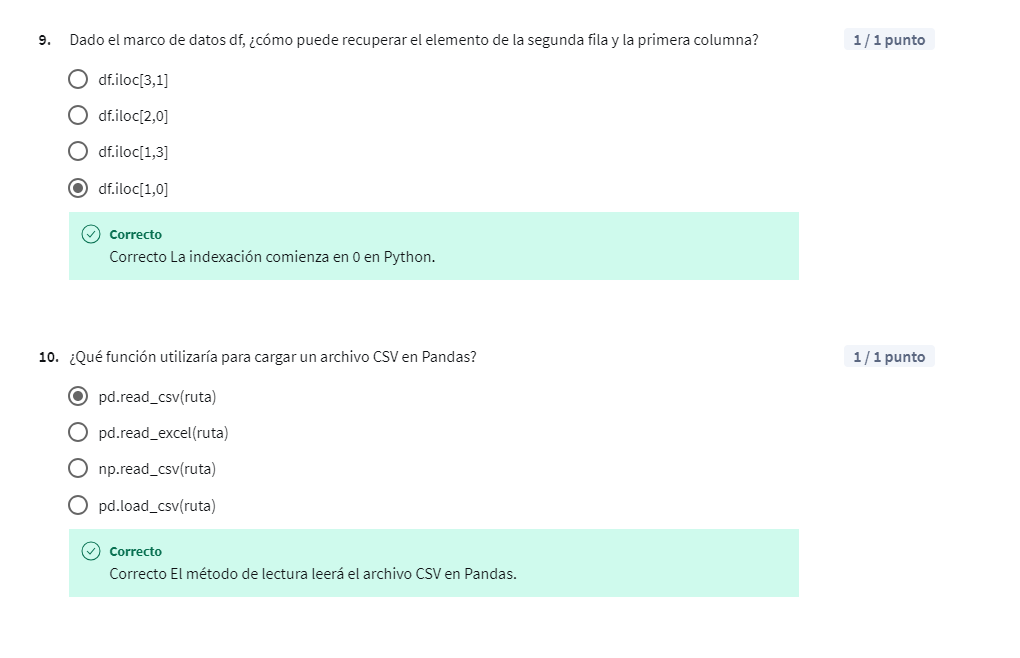 9. Dado el marco de datos df, ¿cómo puede recuperar el elemento de la segunda fila y la primera columna? 1 / 1 punto
df.iloc[3,1]
df.iloc[2,0]
df.iloc[1,3]
df.iloc[1,0]
Correcto
Correcto La indexación comienza en 0 en Python.
10. ¿Qué función utilizaría para cargar un archivo CSV en Pandas? 1 / 1 punto
pd.read_csv(ruta)
pd.read_excel(ruta)
np.read_csv(ruta)
pd.load_csv(ruta)
Correcto
Correcto El método de lectura leerá el archivo CSV en Pandas.